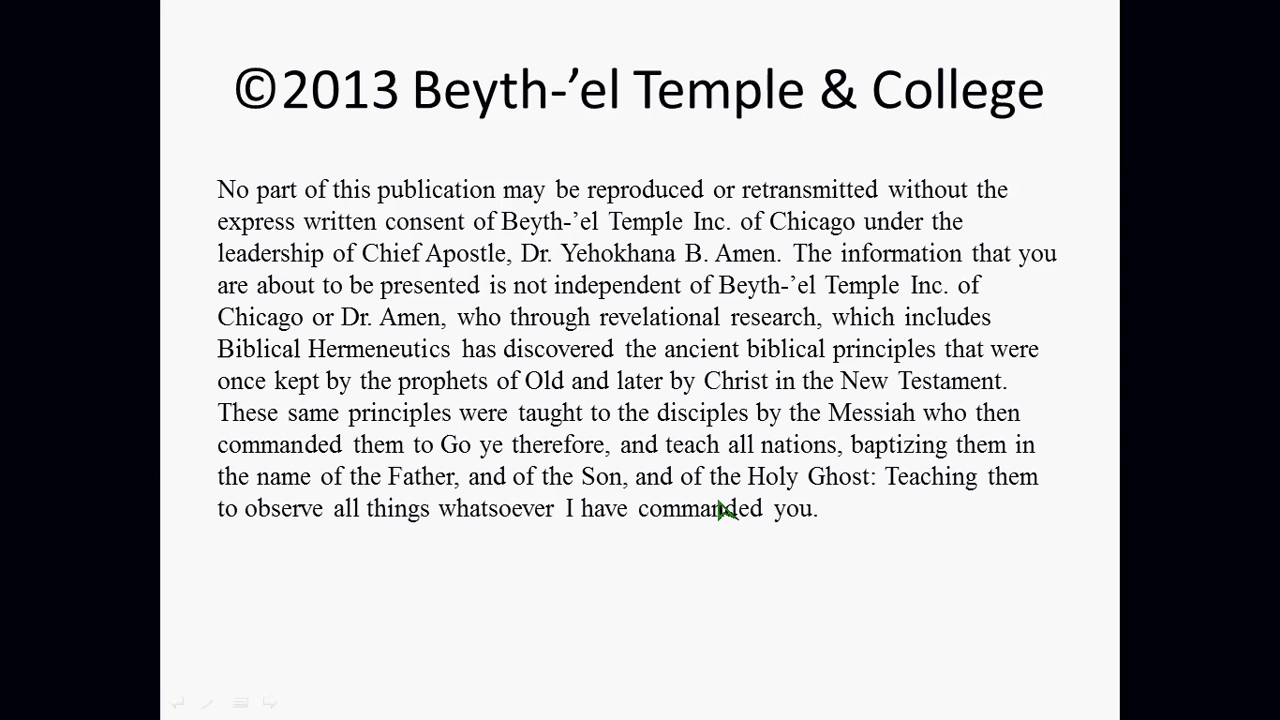 ©2013 Beyth-’el Temple & College
No part of this publication may be reproduced or retransmitted without the
express written consent of Beyth-’el Temple Inc. of Chicago under the
leadership of Chief Apostle, Dr. Yehokhana B. Amen. The information that you
are about to be presented is not independent of Beyth-’el Temple Inc. of
Chicago or Dr. Amen, who through revelational research, which includes
Biblical Hermeneutics has discovered the ancient biblical principles that were
once kept by the prophets of Old and later by Christ in the New Testament.
These same principles were taught to the disciples by the Messiah who then
commanded them to Go ye therefore, and teach all nations, baptizing them in
the name of the Father, and of the Son, and of the Holy Ghost: Teaching them
to observe all things whatsoever I have commanded you.